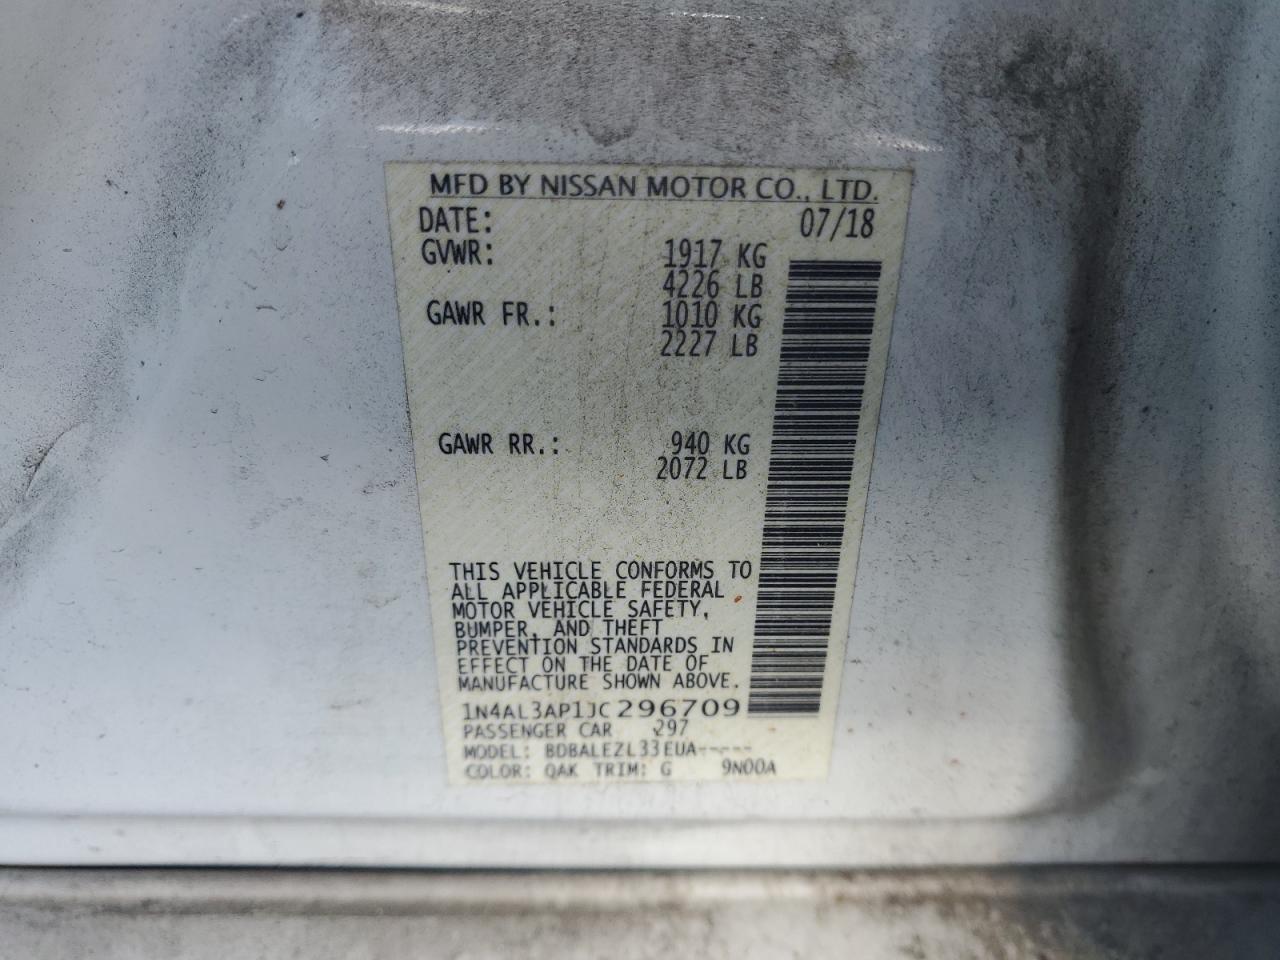 MFD BY NISSAN MOTOR CO., LTD.
DATE: 07/18
GVWR: 1917 KG
4226 LB
GAWR FR.: 1010 KG
2227 LB
GAWR RR.: 940 KG
2072 LB
THIS VEHICLE CONFORMS TO
ALL APPLICABLE FEDERAL
MOTOR VEHICLE SAFETY,
BUMPER, AND THEFT
PREVENTION STANDARDS IN
EFFECT ON THE DATE OF
MANUFACTURE SHOWN ABOVE.
1N4AL3AP1JC296709
PASSENGER CAR 297
MODEL: BDBALEZL33EUA-----
COLOR: QAK TRIM: G 9N00A